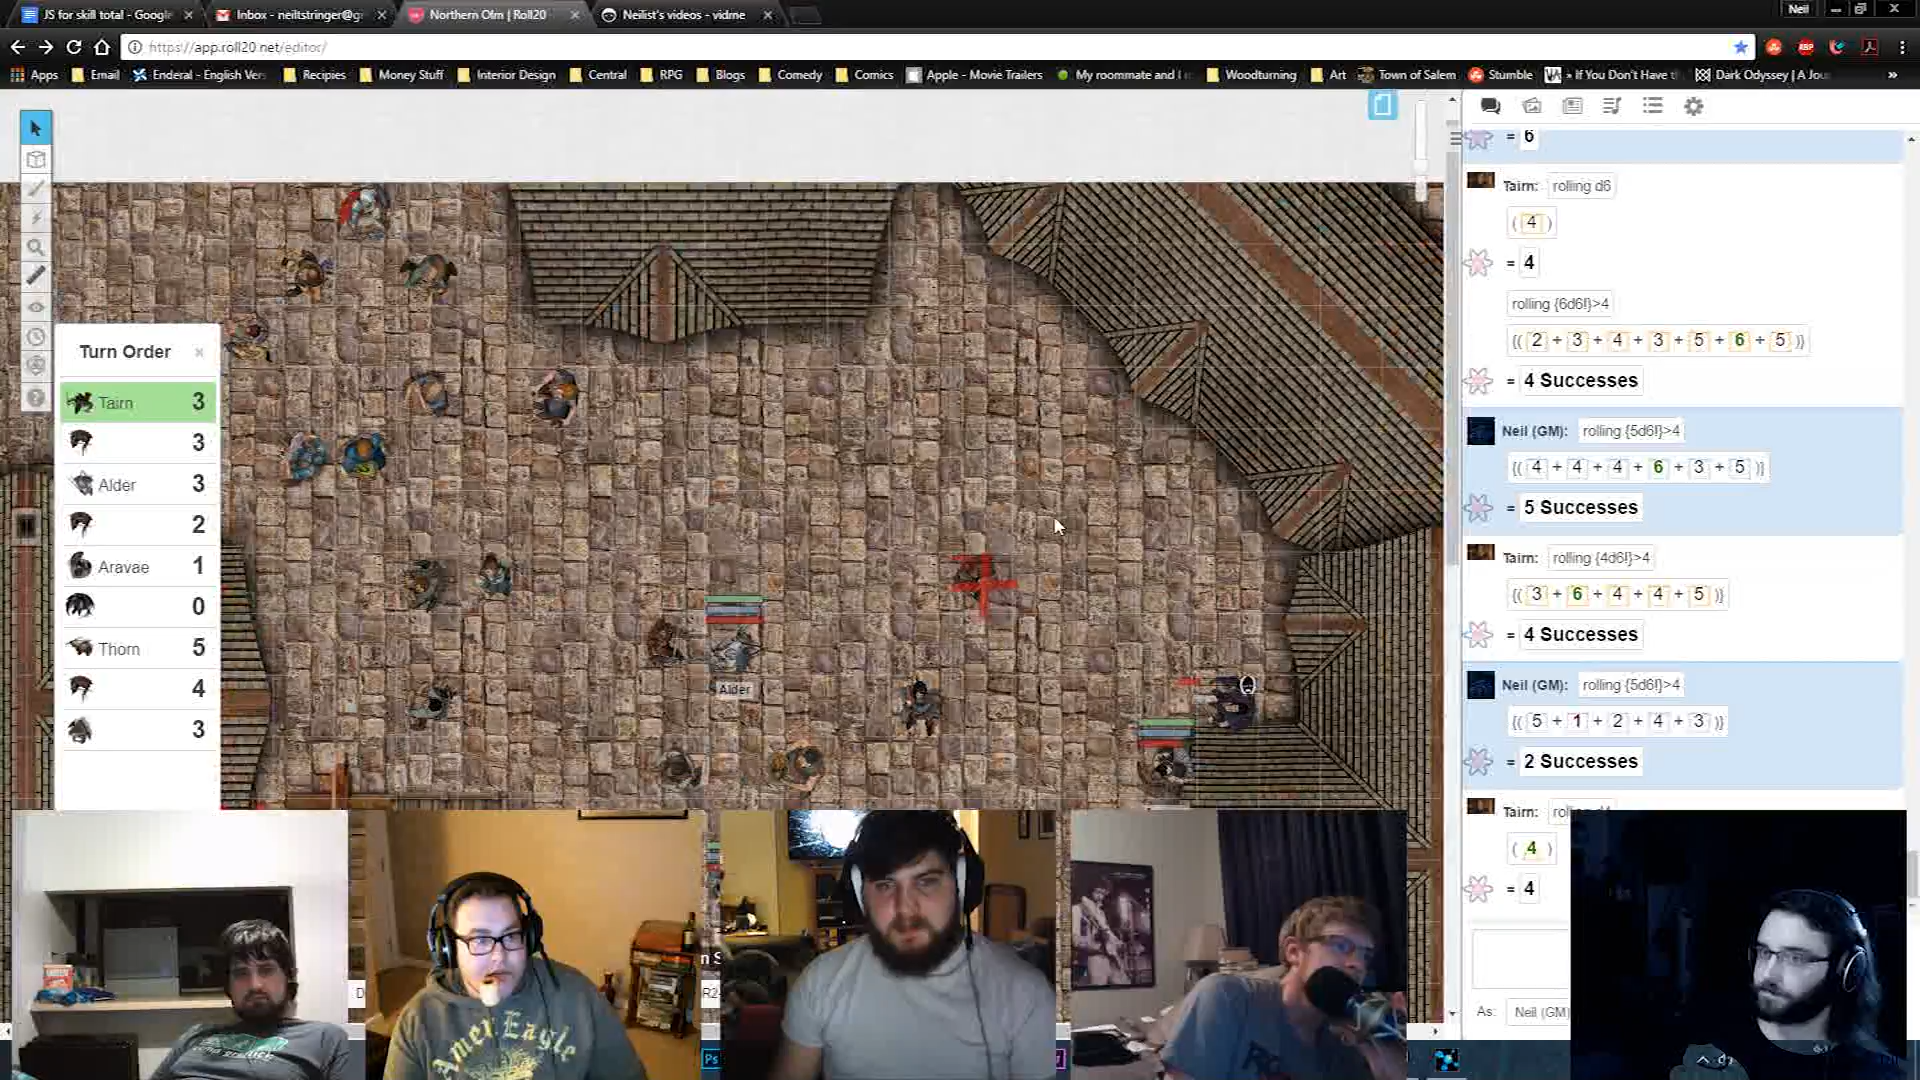 JS for skill total - Google
Inbox - neiltstringer@g
Northern Olm | Roll20
Neilist's videos - vidme
Neil
https://app.roll20.net/editor/
Apps
Email
Enderal - English Ver
Recipies
Money Stuff
Interior Design
Central
RPG
Blogs
Comedy
Comics
Apple - Movie Trailers
My roommate and I
Woodturning
Art
Town of Salem
Stumble
If You Don't Have t
Dark Odyssey | A Jou
»
Turn Order ×
Tairn 3
3
Alder 3
2
Aravae 1
0
Thorn 5
4
3
Alder
= 6
Tairn: rolling d6
( 4 )
= 4
rolling {6d6!}>4
{( 2 + 3 + 4 + 3 + 5 + 6 + 5 )}
= 4 Successes
Neil (GM): rolling {5d6!}>4
{( 4 + 4 + 4 + 6 + 3 + 5 )}
= 5 Successes
Tairn: rolling {4d6!}>4
{( 3 + 6 + 4 + 4 + 5 )}
= 4 Successes
Neil (GM): rolling {5d6!}>4
{( 5 + 1 + 2 + 4 + 3 )}
= 2 Successes
Tairn:
( 4 )
= 4
As: Neil (GM)
Amer Eagle
Ps